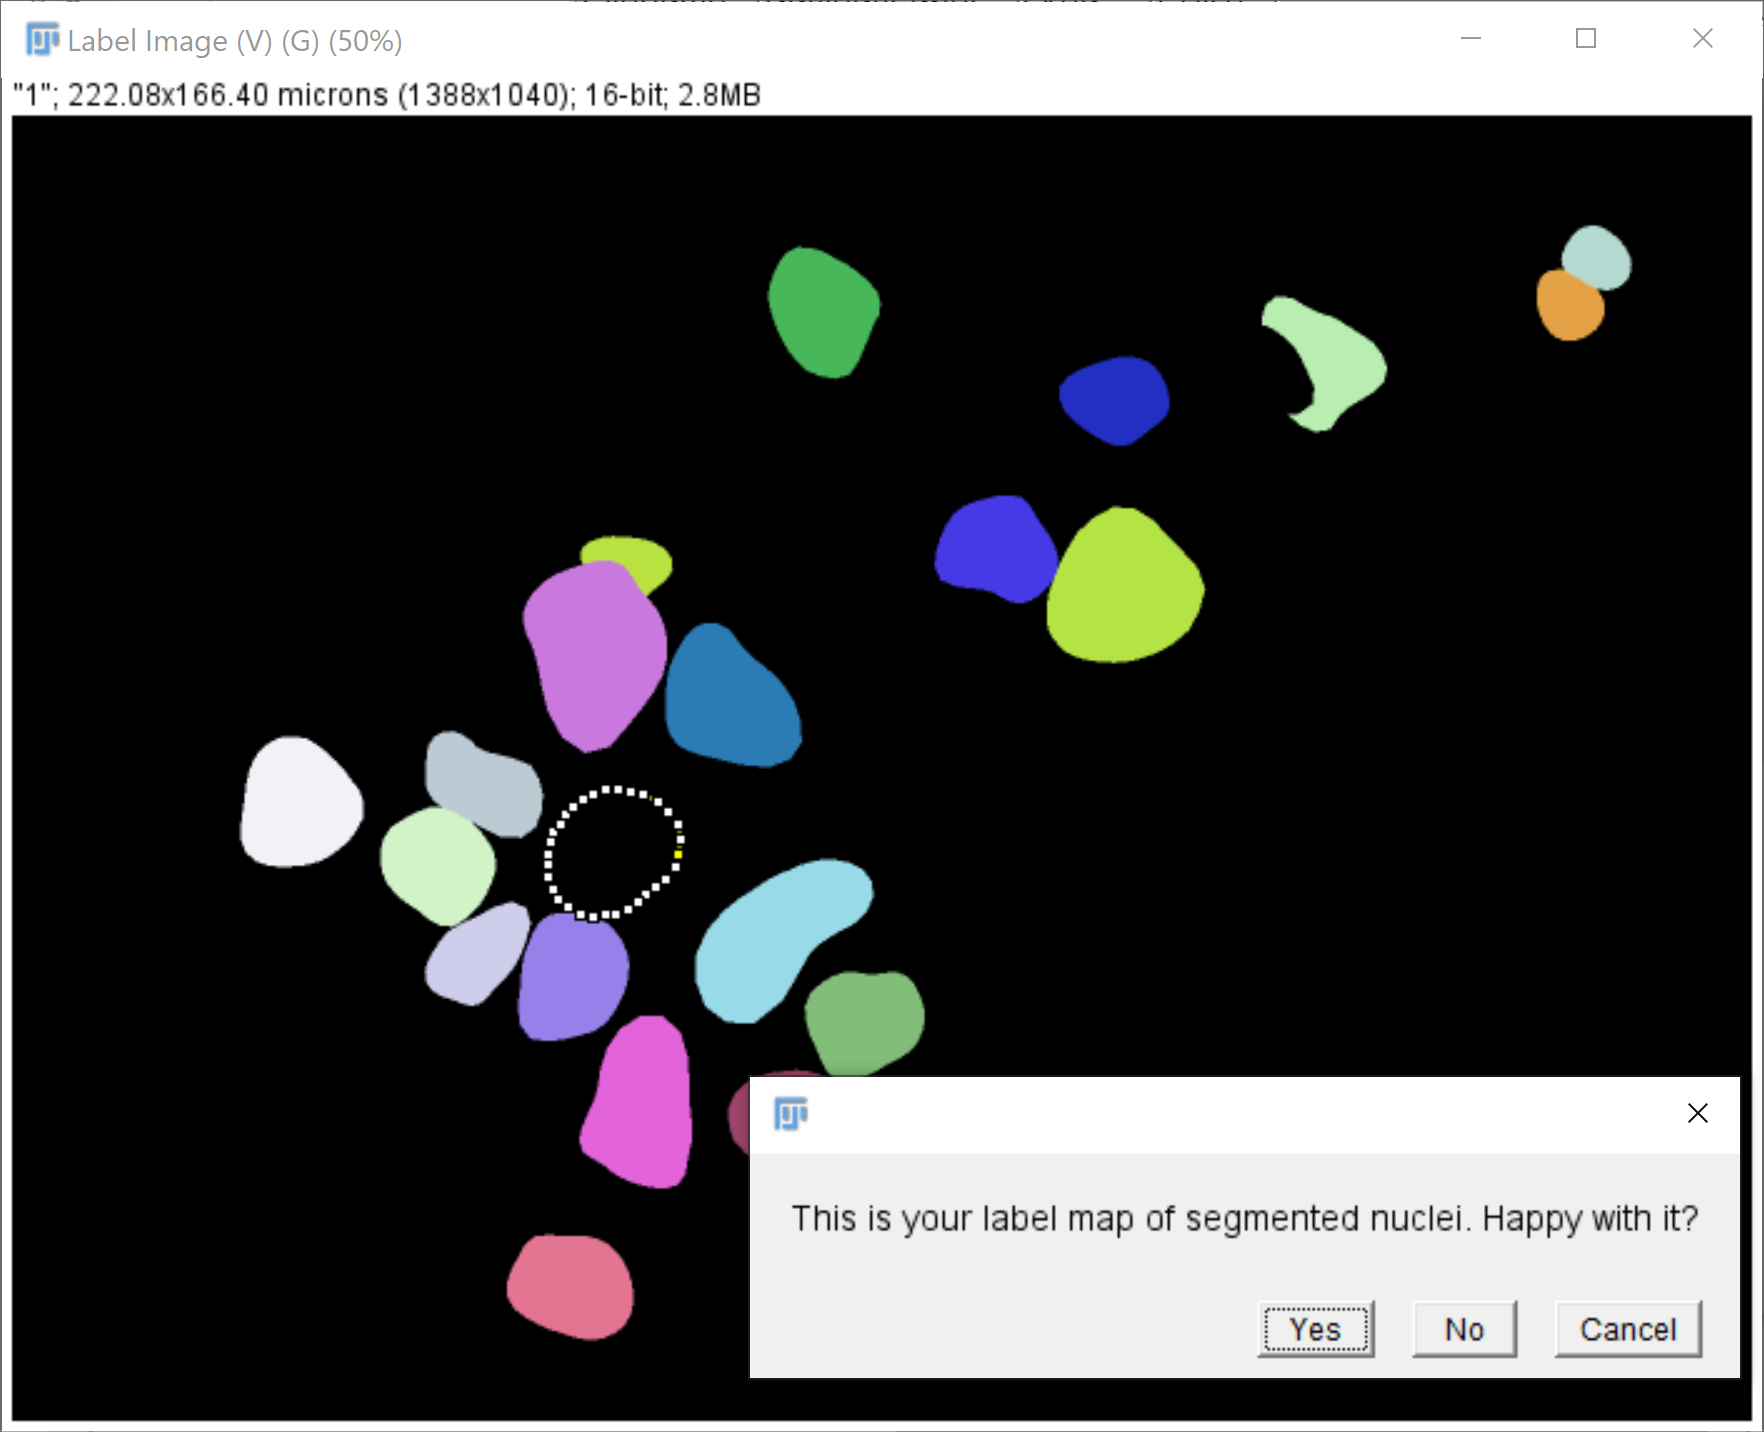 Label Image (V) (G) (50%)
"1"; 222.08x166.40 microns (1388x1040); 16-bit; 2.8MB
This is your label map of segmented nuclei. Happy with it?
Yes No Cancel